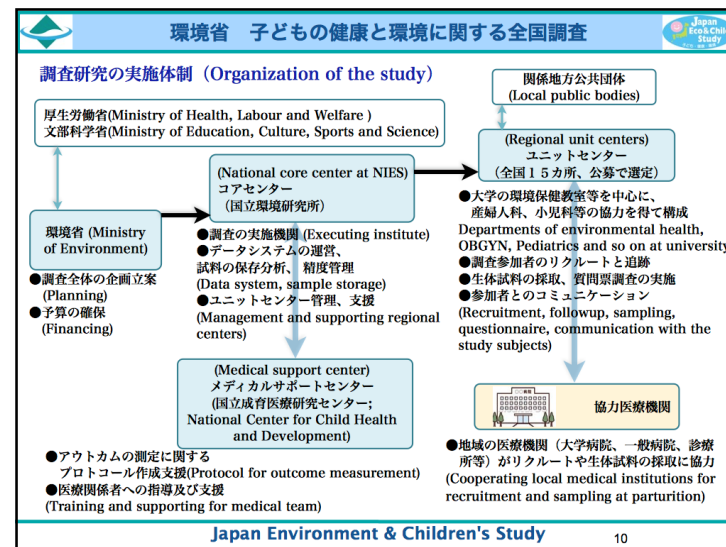 環境省　子どもの健康と環境に関する全国調査
Japan
Eco & Child
Study
調査研究の実施体制（Organization of the study）
関係地方公共団体
(Local public bodies)
厚生労働省(Ministry of Health, Labour and Welfare )
文部科学省(Ministry of Education, Culture, Sports and Science)
(National core center at NIES)
コアセンター
（国立環境研究所）
(Regional unit centers)
ユニットセンター
（全国１５カ所、公募で選定）
環境省 (Ministry
of Environment)
●調査全体の企画立案
(Planning)
●予算の確保
(Financing)
●調査の実施機関 (Executing institute)
●データシステムの運営、
試料の保存分析、精度管理
(Data system, sample storage)
●ユニットセンター管理、支援
(Management and supporting regional
centers)
●大学の環境保健教室等を中心に、
産婦人科、小児科等の協力を得て構成
Departments of environmental health,
OBGYN, Pediatrics and so on at university
●調査参加者のリクルートと追跡
●生体試料の採取、質問票調査の実施
●参加者とのコミュニケーション
(Recruitment, followup, sampling,
questionnaire, communication with the
study subjects)
(Medical support center)
メディカルサポートセンター
（国立成育医療研究センター；
National Center for Child Health
and Development)
●アウトカムの測定に関する
プロトコール作成支援(Protocol for outcome measurement)
●医療関係者への指導及び支援
(Training and supporting for medical team)
協力医療機関
●地域の医療機関（大学病院、一般病院、診療
所等）がリクルートや生体試料の採取に協力
(Cooperating local medical institutions for
recruitment and sampling at parturition)
Japan Environment & Children's Study
10